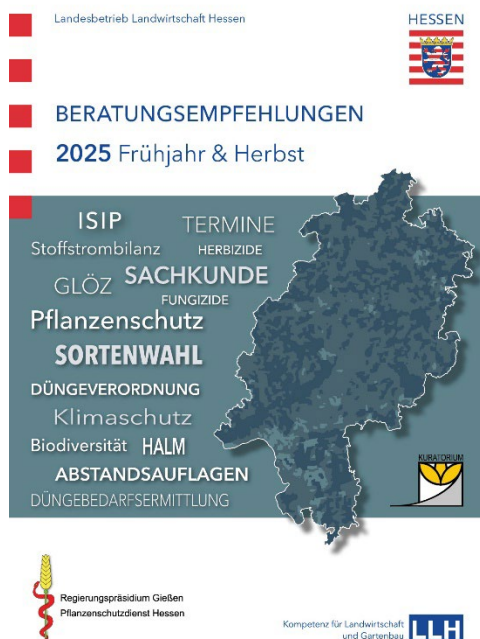 Landesbetrieb Landwirtschaft Hessen
HESSEN
BERATUNGSEMPFEHLUNGEN
2025 Frühjahr & Herbst
ISIP
TERMINE
Stoffstrombilanz
HERBIZIDE
GLÖZ
SACHKUNDE
FUNGIZIDE
Pflanzenschutz
SORTENWAHL
DÜNGEVERORDNUNG
Klimaschutz
Biodiversität
HALM
ABSTANDSAUFLAGEN
DÜNGEBEDARFSERMITTLUNG
KURATORIUM
Regierungspräsidium Gießen
Pflanzenschutzdienst Hessen
Kompetenz für Landwirtschaft
und Gartenbau
LLH